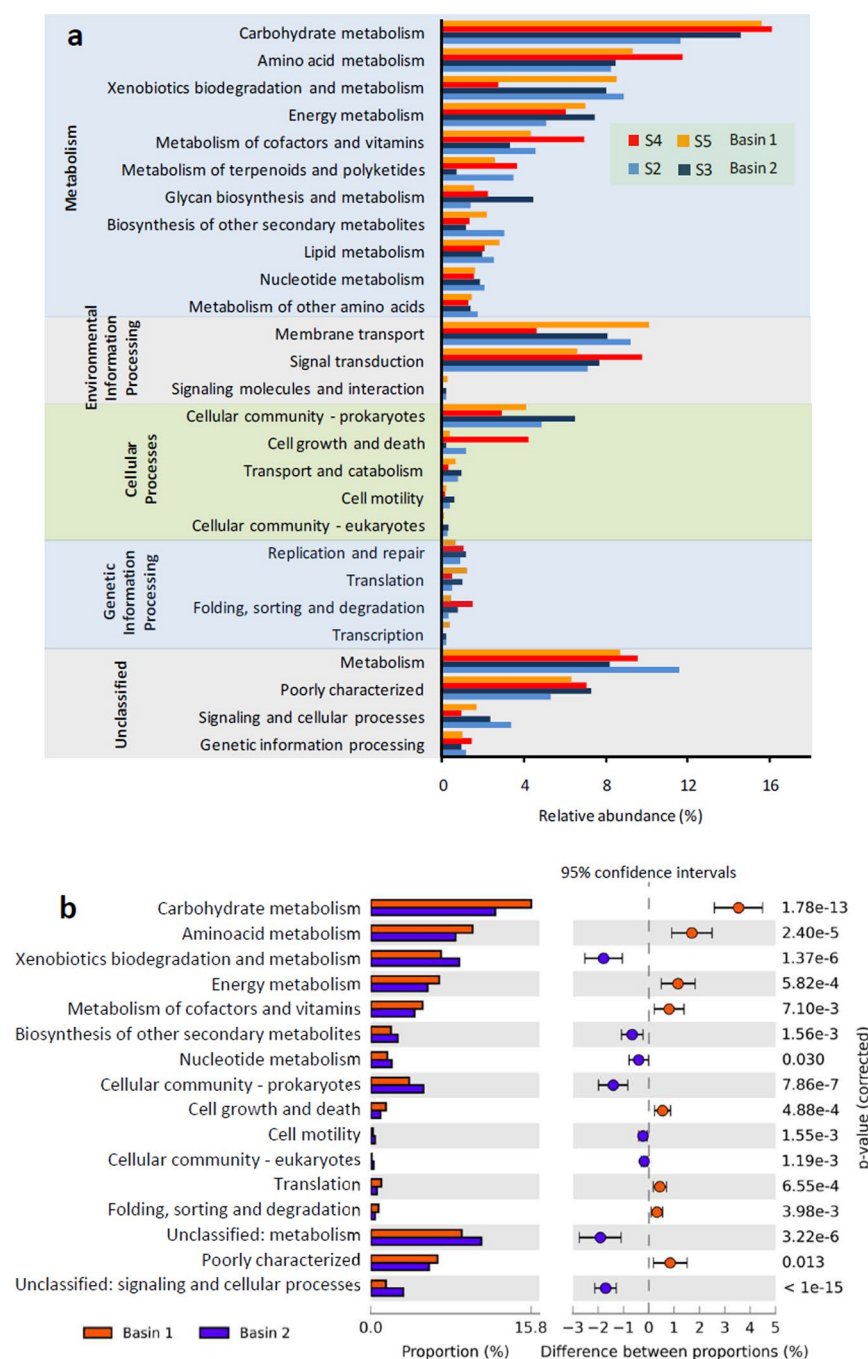 a
Carbohydrate metabolism
Amino acid metabolism
Xenobiotics biodegradation and metabolism
Energy metabolism
Metabolism of cofactors and vitamins
Metabolism of terpenoids and polyketides
Glycan biosynthesis and metabolism
Biosynthesis of other secondary metabolites
Lipid metabolism
Nucleotide metabolism
Metabolism of other amino acids
Metabolism
S4 S5 Basin 1
S2 S3 Basin 2
Membrane transport
Signal transduction
Signaling molecules and interaction
Environmental
Information
Processing
Cellular community - prokaryotes
Cell growth and death
Transport and catabolism
Cell motility
Cellular community - eukaryotes
Cellular
Processes
Replication and repair
Translation
Folding, sorting and degradation
Transcription
Genetic
Information
Processing
Metabolism
Poorly characterized
Signaling and cellular processes
Genetic information processing
Unclassified
0 4 8 12 16
Relative abundance (%)
b
95% confidence intervals
Carbohydrate metabolism 1.78e-13
Aminoacid metabolism 2.40e-5
Xenobiotics biodegradation and metabolism 1.37e-6
Energy metabolism 5.82e-4
Metabolism of cofactors and vitamins 7.10e-3
Biosynthesis of other secondary metabolites 1.56e-3
Nucleotide metabolism 0.030
Cellular community - prokaryotes 7.86e-7
Cell growth and death 4.88e-4
Cell motility 1.55e-3
Cellular community - eukaryotes 1.19e-3
Translation 6.55e-4
Folding, sorting and degradation 3.98e-3
Unclassified: metabolism 3.22e-6
Poorly characterized 0.013
Unclassified: signaling and cellular processes < 1e-15
p-value (corrected)
0.0 15.8 −3 −2 −1 0 1 2 3 4 5
Basin 1 Basin 2 Proportion (%) Difference between proportions (%)